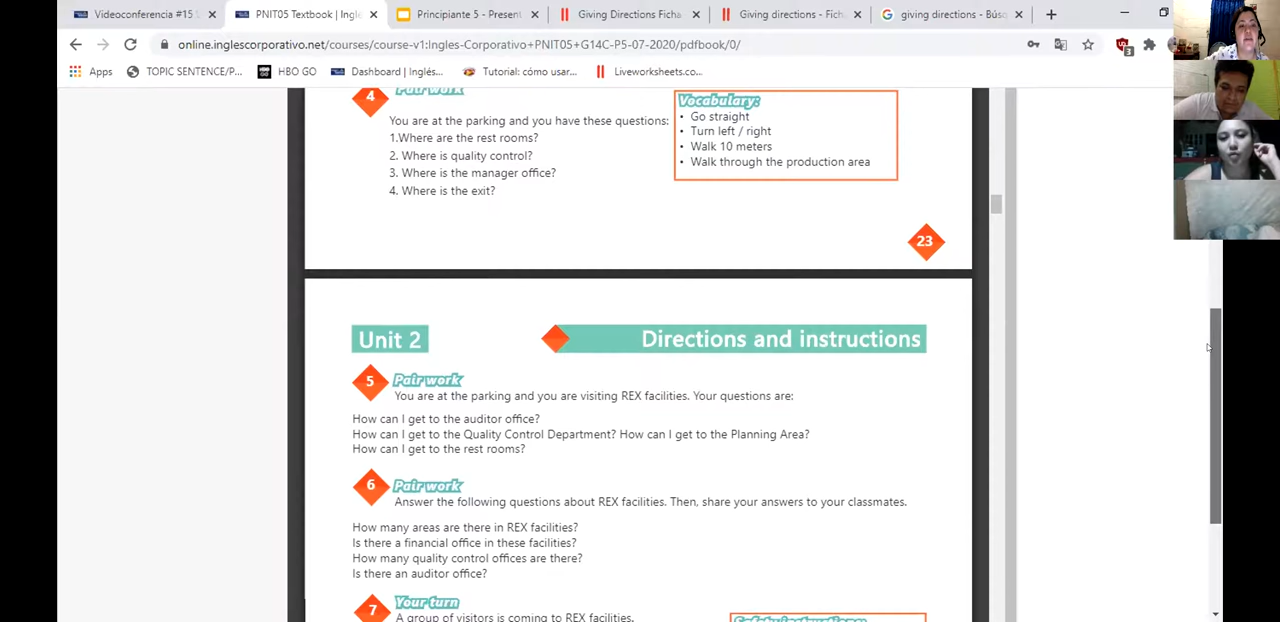 Videoconferencia #15
PNIT05 Textbook | Ingl
Principiante 5 - Present
Giving Directions Ficha
Giving directions - Fich
giving directions - Búsq
online.inglescorporativo.net/courses/course-v1:Ingles-Corporativo+PNIT05+G14C-P5-07-2020/pdfbook/0/
3
Apps
TOPIC SENTENCE/P...
HBO GO
Dashboard | Inglés...
Tutorial: cómo usar...
Liveworksheets.co...
4
Pair work
You are at the parking and you have these questions:
1.Where are the rest rooms?
2. Where is quality control?
3. Where is the manager office?
4. Where is the exit?
Vocabulary:
• Go straight
• Turn left / right
• Walk 10 meters
• Walk through the production area
23
Unit 2
Directions and instructions
5
Pair work
You are at the parking and you are visiting REX facilities. Your questions are:
How can I get to the auditor office?
How can I get to the Quality Control Department? How can I get to the Planning Area?
How can I get to the rest rooms?
6
Pair work
Answer the following questions about REX facilities. Then, share your answers to your classmates.
How many areas are there in REX facilities?
Is there a financial office in these facilities?
How many quality control offices are there?
Is there an auditor office?
7
Your turn
A group of visitors is coming to REX facilities.
Safety instructions: